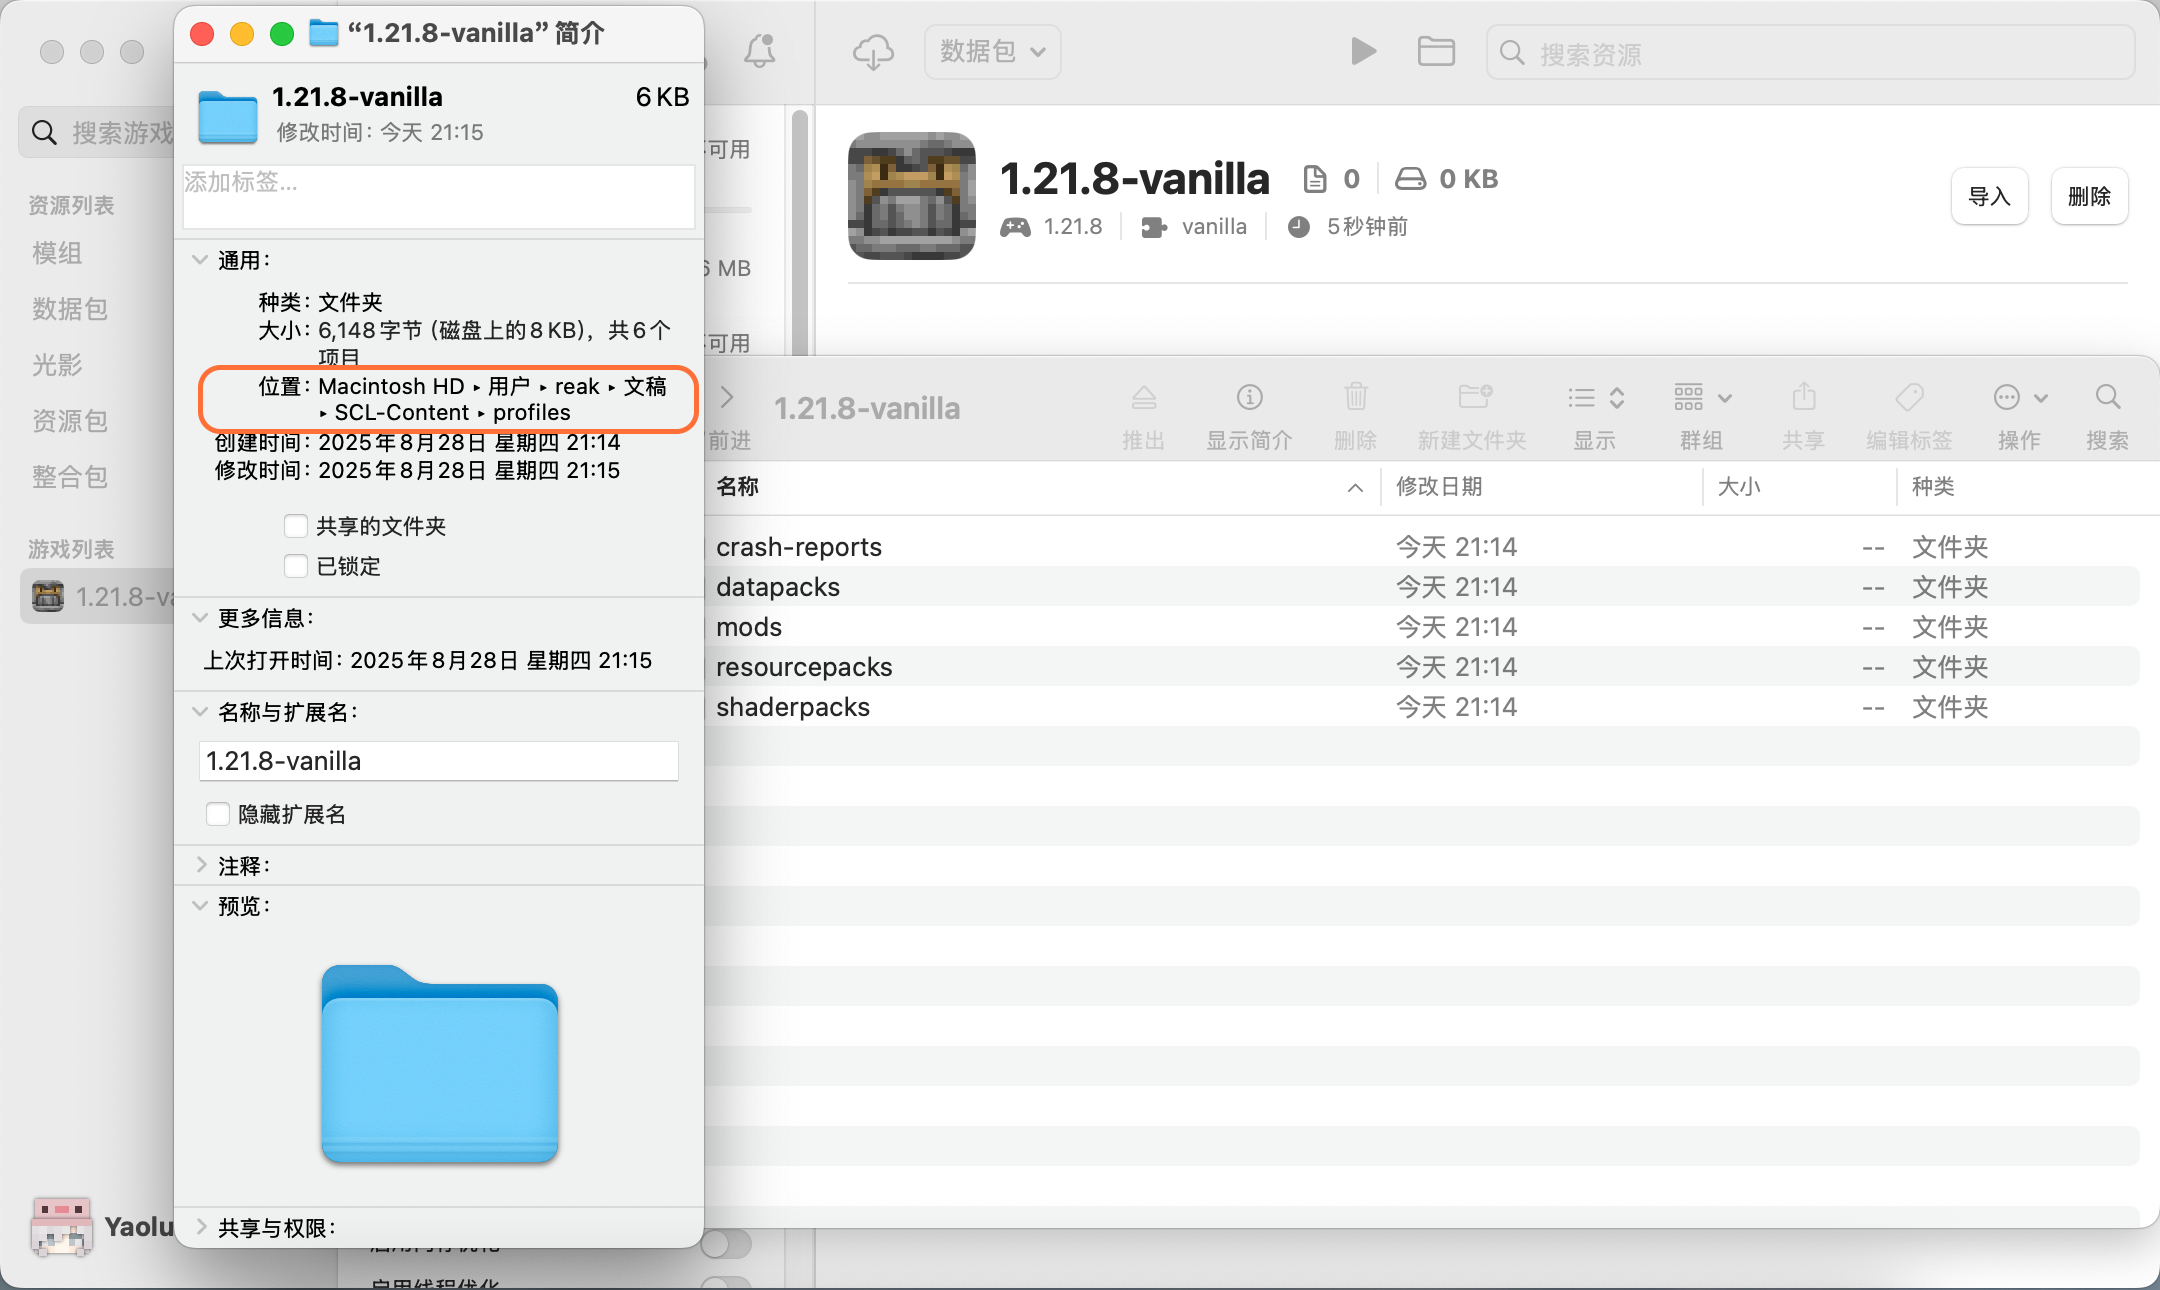 “1.21.8-vanilla” 简介
1.21.8-vanilla
6 KB
修改时间：今天 21:15
添加标签...
通用：
种类：文件夹
大小：6,148 字节 (磁盘上的8 KB)，共 6 个
项目
位置：Macintosh HD ▸ 用户 ▸ reak ▸ 文稿
▸ SCL-Content ▸ profiles
创建时间：2025年8月28日 星期四 21:14
修改时间：2025年8月28日 星期四 21:15
共享的文件夹
已锁定
更多信息：
上次打开时间：2025年8月28日 星期四 21:15
名称与扩展名：
1.21.8-vanilla
隐藏扩展名
注释：
预览：
共享与权限：
搜索游戏
资源列表
模组
数据包
光影
资源包
整合包
游戏列表
1.21.8-va
Yaolu
可用
6 MB
可用
启用线程优化
数据包
搜索资源
1.21.8-vanilla
0
0 KB
1.21.8
vanilla
5秒钟前
导入
删除
前进
1.21.8-vanilla
推出
显示简介
删除
新建文件夹
显示
群组
共享
编辑标签
操作
搜索
名称 修改日期 大小 种类
crash-reports 今天 21:14 -- 文件夹
datapacks 今天 21:14 -- 文件夹
mods 今天 21:14 -- 文件夹
resourcepacks 今天 21:14 -- 文件夹
shaderpacks 今天 21:14 -- 文件夹